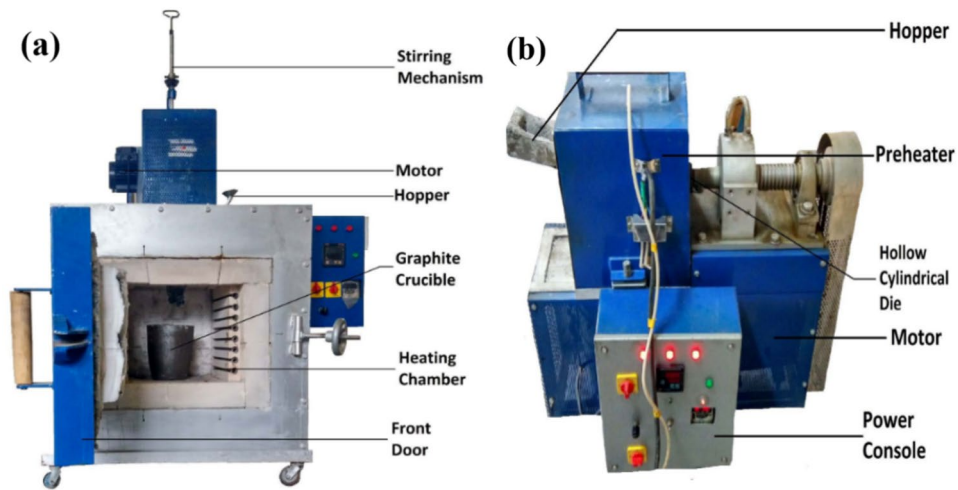 (a)
Stirring
Mechanism
Motor
Hopper
Graphite
Crucible
Heating
Chamber
Front
Door
(b)
Hopper
Preheater
Hollow
Cylindrical
Die
Motor
Power
Console